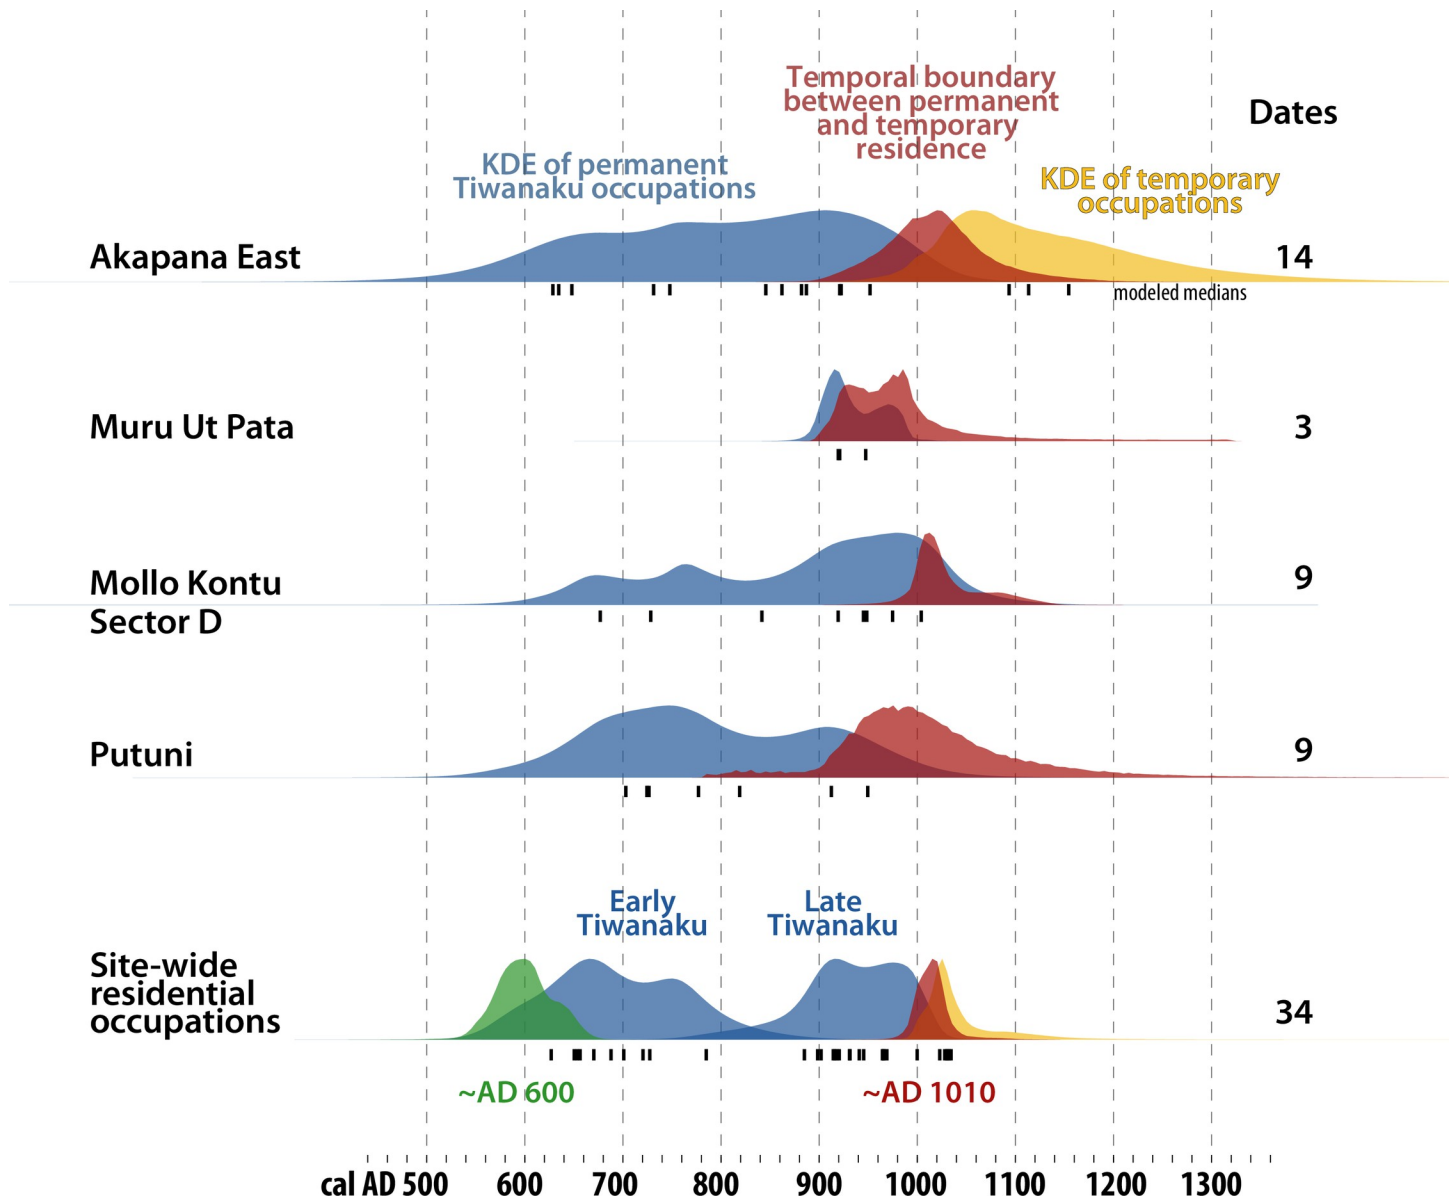 Temporal boundary
between permanent
and temporary
residence
Dates
KDE of permanent
Tiwanaku occupations
KDE of temporary
occupations
Akapana East
14
modeled medians
Muru Ut Pata
3
Mollo Kontu
Sector D
9
Putuni
9
Early
Tiwanaku
Late
Tiwanaku
Site-wide
residential
occupations
34
~AD 600
~AD 1010
cal AD 500 600 700 800 900 1000 1100 1200 1300